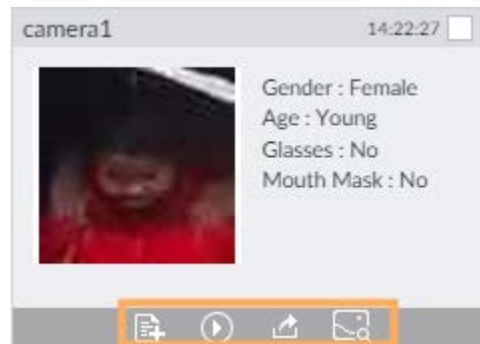 camera1 14:22:27
Gender : Female
Age : Young
Glasses : No
Mouth Mask : No